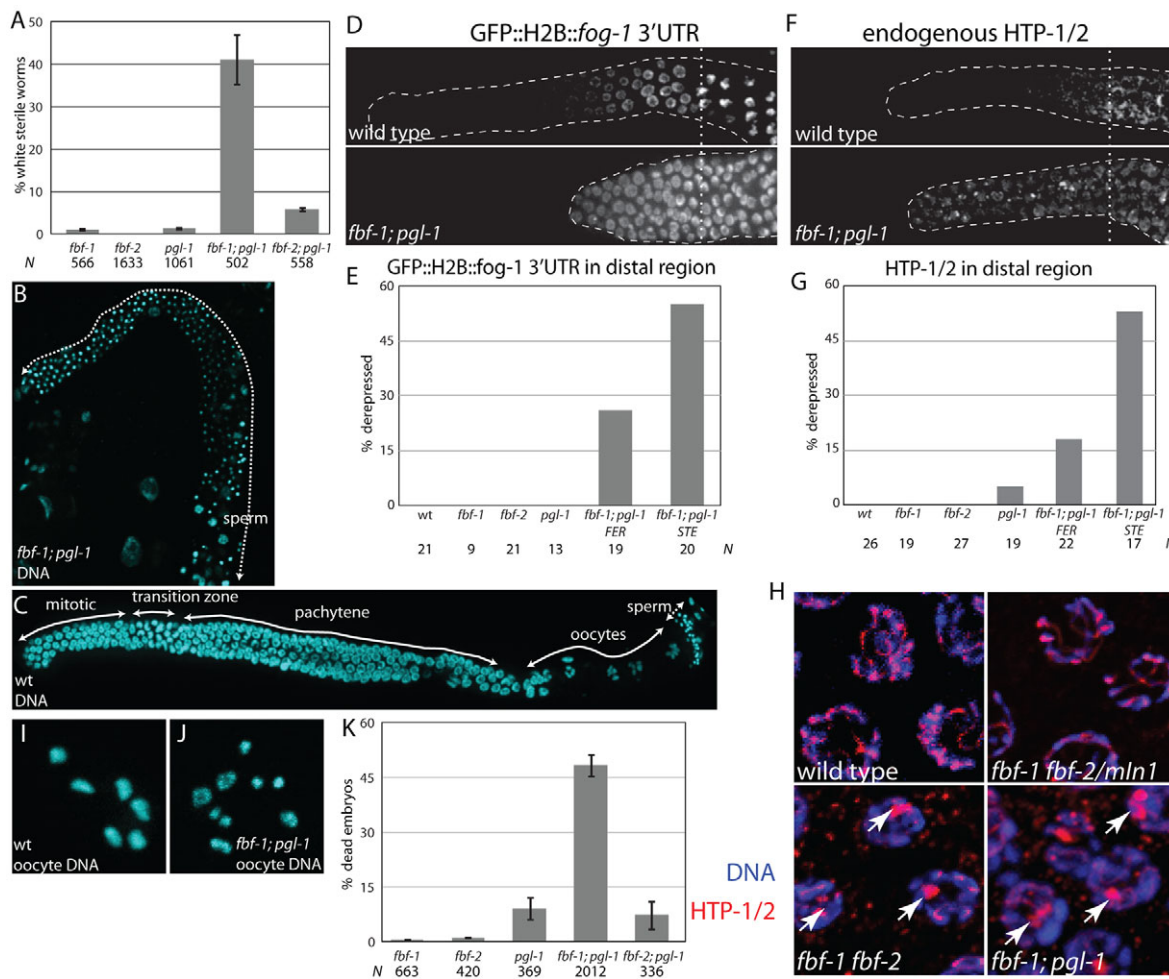 A
50
40
30
20
10
0
% white sterile worms
fbf-1 fbf-2 pgl-1 fbf-1; pgl-1 fbf-2; pgl-1
N 566 1633 1061 502 558
B
sperm
fbf-1; pgl-1
DNA
C
mitotic
transition zone
pachytene
oocytes
sperm
wt
DNA
D
GFP::H2B::fog-1 3'UTR
wild type
fbf-1; pgl-1
E
GFP::H2B::fog-1 3'UTR in distal region
60
45
30
15
0
% derepressed
wt fbf-1 fbf-2 pgl-1 fbf-1; pgl-1 fbf-1; pgl-1
FER STE
21 9 21 13 19 20 N
F
endogenous HTP-1/2
wild type
fbf-1; pgl-1
G
HTP-1/2 in distal region
60
45
30
15
0
% derepressed
wt fbf-1 fbf-2 pgl-1 fbf-1; pgl-1 fbf-1; pgl-1
FER STE
26 19 27 19 22 17
H
wild type
fbf-1 fbf-2/mIn1
fbf-1 fbf-2
fbf-1; pgl-1
DNA
HTP-1/2
I
wt
oocyte DNA
J
fbf-1; pgl-1
oocyte DNA
K
60
45
30
15
0
% dead embryos
fbf-1 fbf-2 pgl-1 fbf-1; pgl-1 fbf-2; pgl-1
N 663 420 369 2012 336